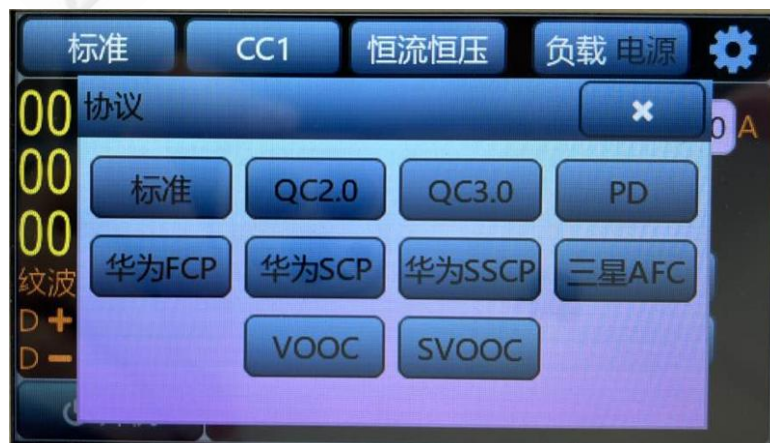 标准 CC1 恒流恒压 负载 电源
协议
00 0 A
标准 QC2.0 QC3.0 PD
00
华为FCP 华为SCP 华为SSCP 三星AFC
00
纹波
VOOC SVOOC
D+
D-